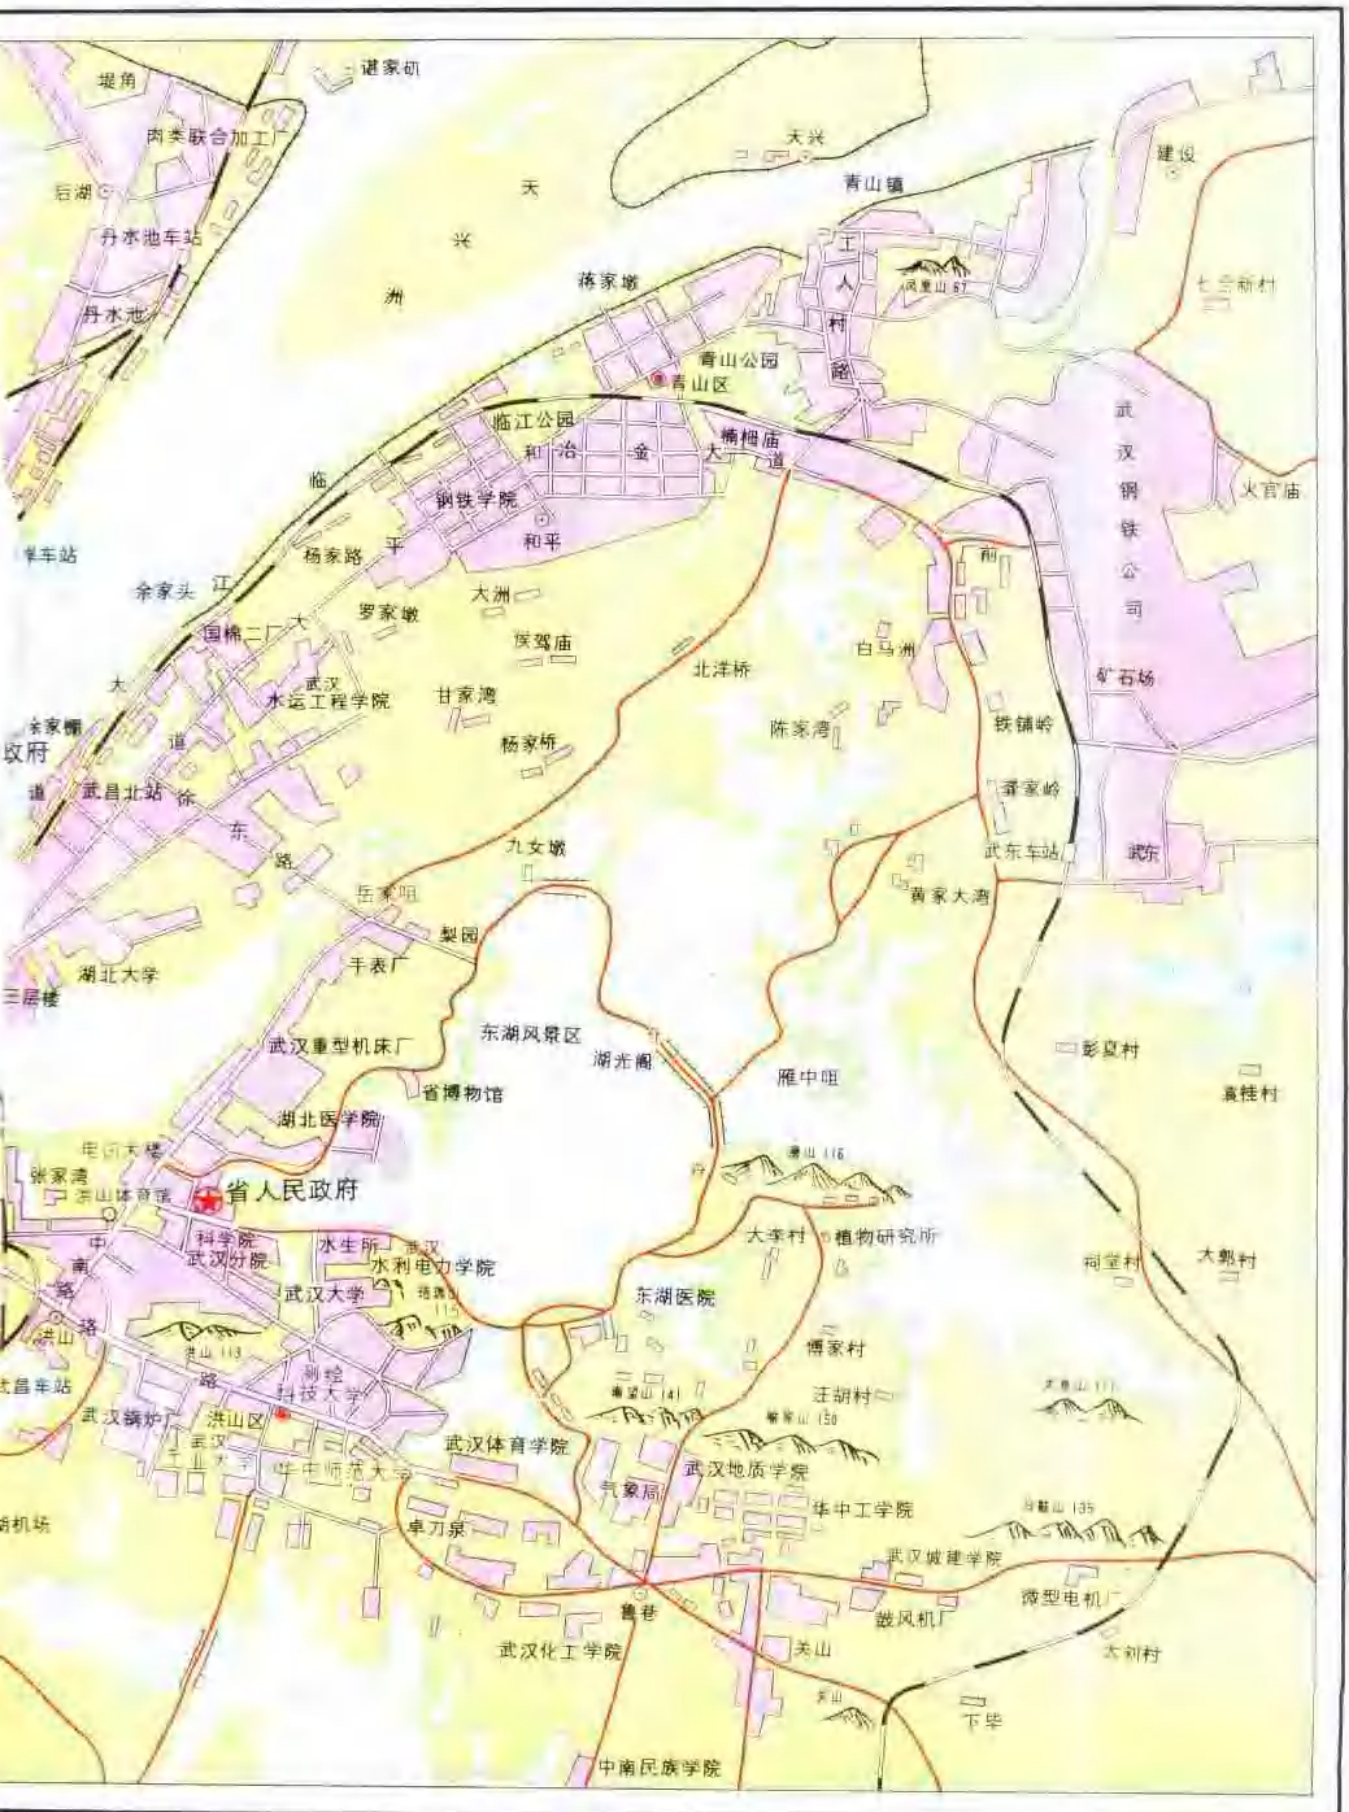 堤角
谌家矶
肉类联合加工厂
天兴
建设
后湖
青山镇
天
兴
洲
丹水池车站
工
人
村
路
蒋家墩
凤凰山 67
七合新村
丹水池
青山公园
青山区
临江公园
楠栅庙
和
冶
金
大
道
武
汉
钢
铁
公
司
钢铁学院
火官庙
临
江
大
道
和平
杨家路
平
前
余家头
大洲
罗家墩
国棉二厂
大
道
侯驾庙
白马洲
北洋桥
武汉
水运工程学院
甘家湾
矿石场
余家棚
政府
陈家湾
铁铺岭
杨家桥
武昌北站
徐
东
路
龚家岭
九女墩
武东车站
武东
岳家咀
黄家大湾
梨园
手表厂
湖北大学
三层楼
东湖风景区
武汉重型机床厂
湖光阁
彭夏村
雁中咀
省博物馆
袁桂村
湖北医学院
张家湾
洪山体育馆
省人民政府
科学院
武汉分院
水生所
武汉
水利电力学院
大李村
植物研究所
祠堂村
大郭村
中
南
路
武汉大学
115
东湖医院
洪山
珞
路
洪山 113
傅家村
武昌车站
测绘
科技大学
汪胡村
武汉锅炉厂
洪山区
武汉
工业大学
华中师范大学
武汉体育学院
武汉地质学院
气象局
华中工学院
卓刀泉
武汉城建学院
微型电机厂
鲁巷
鼓风机厂
武汉化工学院
关山
大刘村
下毕
中南民族学院